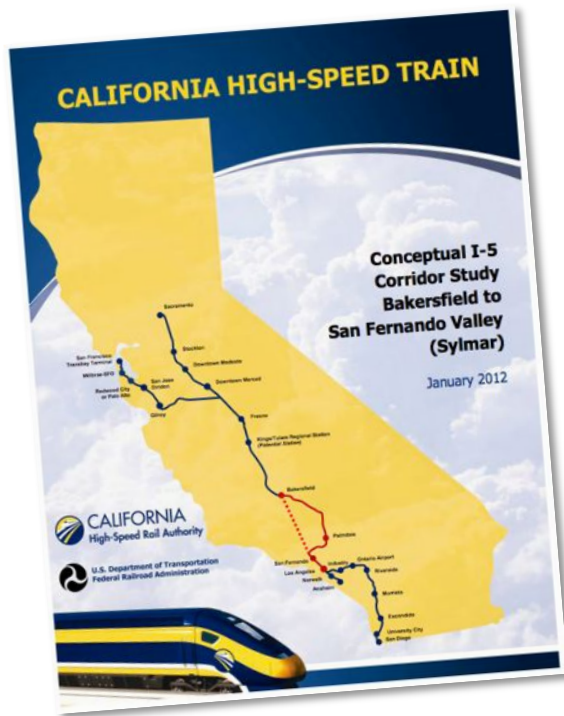 CALIFORNIA HIGH-SPEED TRAIN
Conceptual I-5
Corridor Study
Bakersfield to
San Fernando Valley
(Sylmar)
January 2012
Sacramento
Stockton
Downtown Modesto
Downtown Merced
San Francisco
Transbay Terminal
Millbrae-SFO
Redwood City
or Palo Alto
San Jose
Diridon
Gilroy
Fresno
Kings/Tulare Regional Station
(Potential Station)
Bakersfield
Palmdale
San Fernando
Los Angeles
Norwalk
Anaheim
Industry
Ontario Airport
Riverside
Murrieta
Escondido
University City
San Diego
CALIFORNIA
High-Speed Rail Authority
U.S. Department of Transportation
Federal Railroad Administration